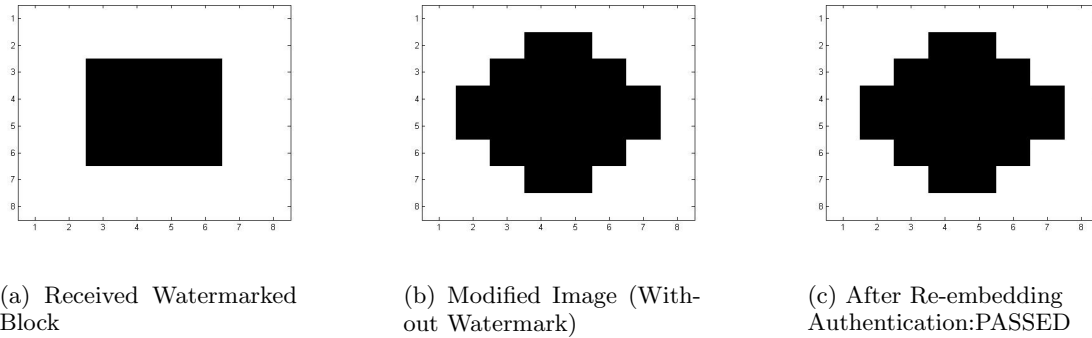 1
2
3
4
5
6
7
8
1 2 3 4 5 6 7 8
1
2
3
4
5
6
7
8
1 2 3 4 5 6 7 8
1
2
3
4
5
6
7
8
1 2 3 4 5 6 7 8
(a) Received Watermarked
Block
(b) Modified Image (With-
out Watermark)
(c) After Re-embedding
Authentication:PASSED